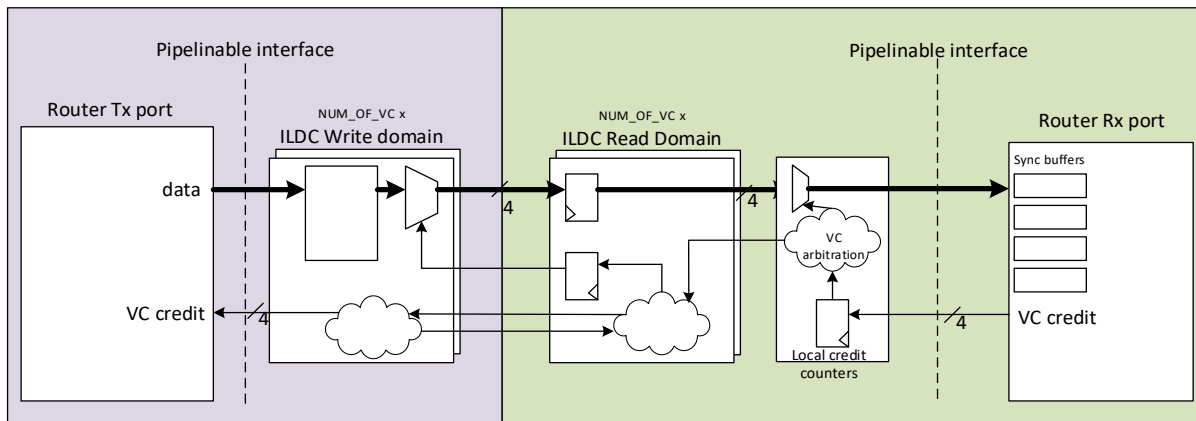 Pipelinable interface
Pipelinable interface
Router Tx port
NUM_OF_VC x
ILDC Write domain
NUM_OF_VC x
ILDC Read Domain
Router Rx port
Sync buffers
data
4
4
VC
arbitration
VC credit
4
4
VC credit
Local credit
counters